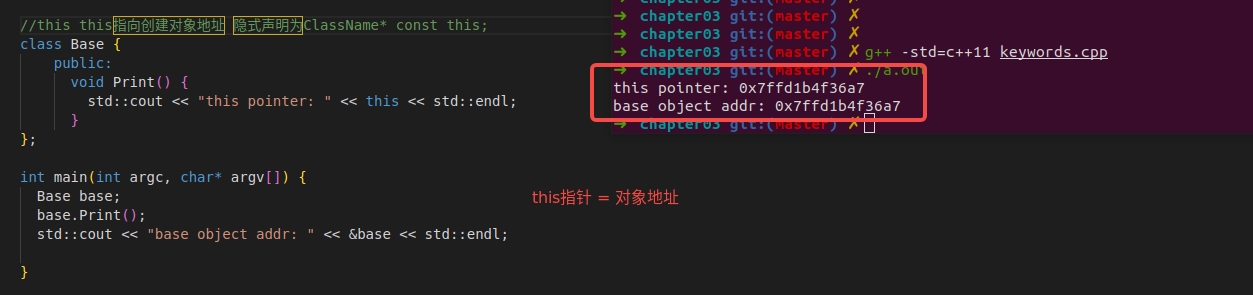 //this this指向创建对象地址 隐式声明为ClassName* const this;
class Base {
public:
void Print() {
std::cout << "this pointer: " << this << std::endl;
}
};
int main(int argc, char* argv[]) {
Base base;
base.Print();
std::cout << "base object addr: " << &base << std::endl;
}
➜ chapter03 git:(master) ✗
➜ chapter03 git:(master) ✗
➜ chapter03 git:(master) ✗ g++ -std=c++11 keywords.cpp
➜ chapter03 git:(master) ✗ ./a.out
this pointer: 0x7ffd1b4f36a7
base object addr: 0x7ffd1b4f36a7
➜ chapter03 git:(master) ✗
this指针 = 对象地址